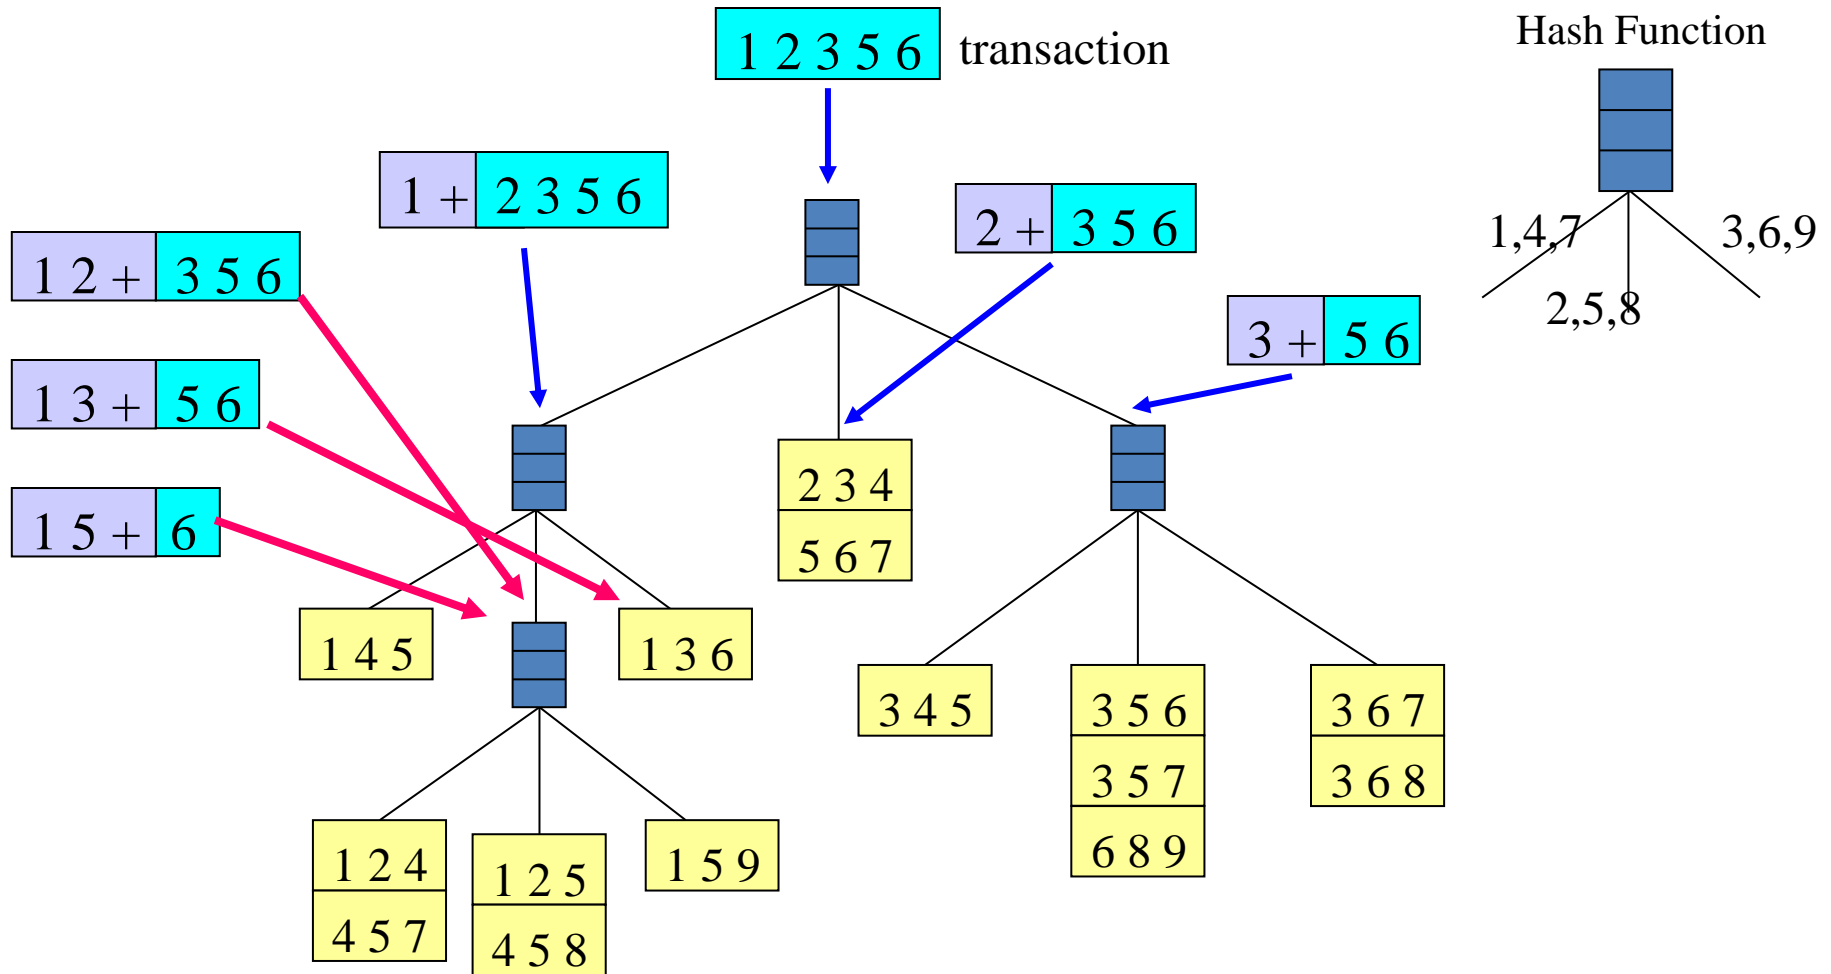 1 2 3 5 6 transaction
Hash Function
1 + 2 3 5 6
2 + 3 5 6
1,4,7
3,6,9
2,5,8
1 2 + 3 5 6
3 + 5 6
1 3 + 5 6
1 5 + 6
2 3 4
5 6 7
1 4 5
1 3 6
3 4 5
3 5 6
3 6 7
3 5 7
3 6 8
6 8 9
1 2 4
1 2 5
1 5 9
4 5 7
4 5 8